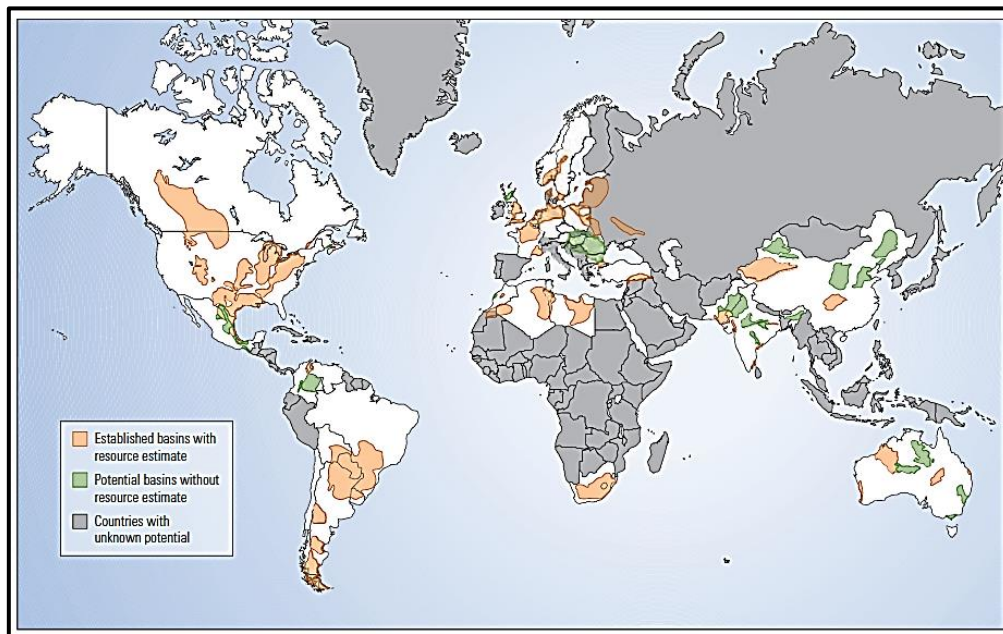 Established basins with
resource estimate
Potential basins without
resource estimate
Countries with
unknown potential